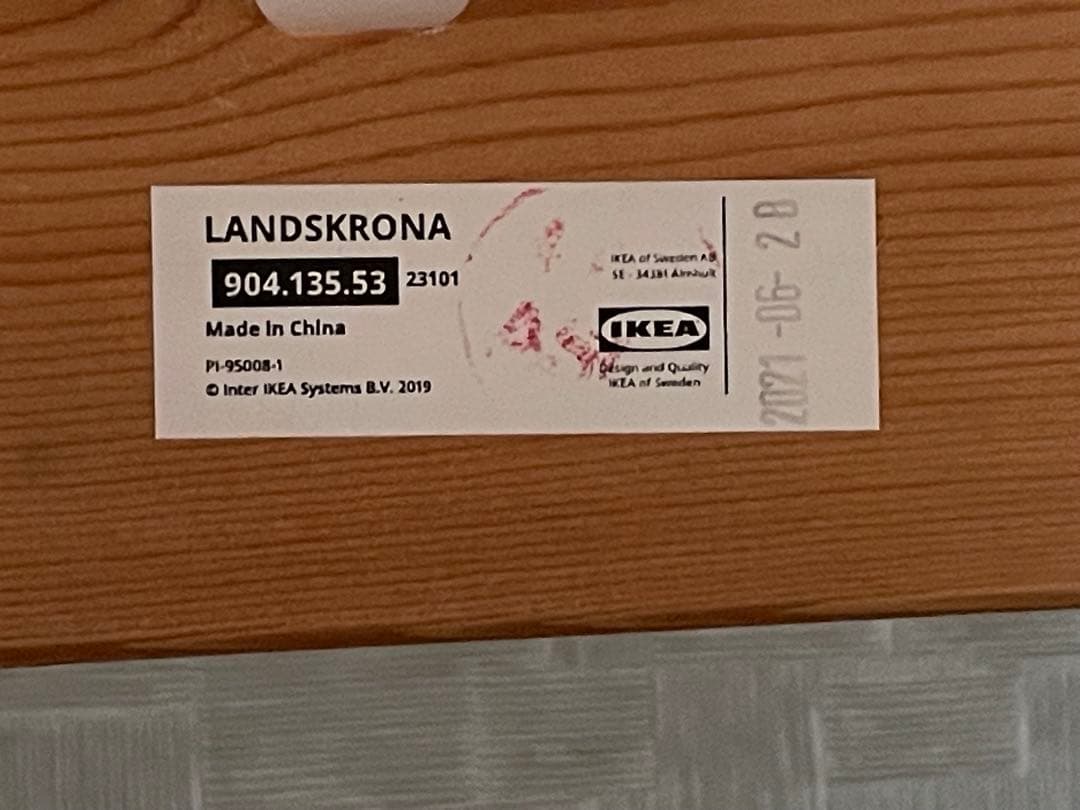 LANDSKRONA
904.135.53 23101
Made in China
PI-95008-1
© Inter IKEA Systems B.V. 2019
IKEA of Sweden AB
SE - 34381 Älmhult
IKEA
Design and Quality
IKEA of Sweden
2021-06-28